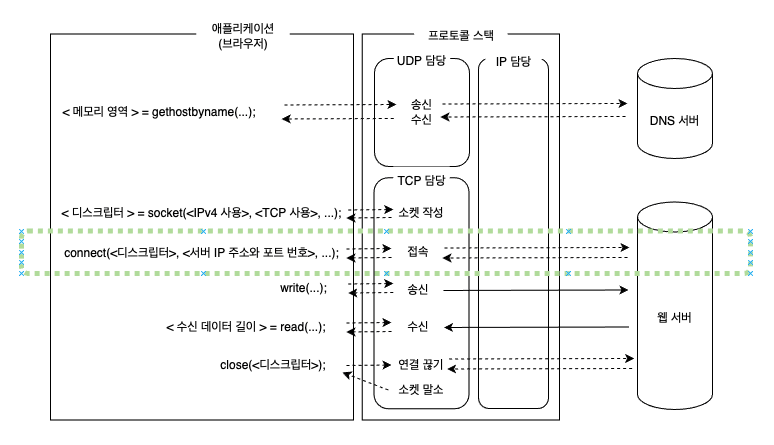 애플리케이션
(브라우저)
프로토콜 스택
UDP 담당
IP 담당
< 메모리 영역 > = gethostbyname(...);
송신
수신
DNS 서버
TCP 담당
< 디스크립터 > = socket(<IPv4 사용>, <TCP 사용>, ...);
소켓 작성
connect(<디스크립터>, <서버 IP 주소와 포트 번호>, ...);
접속
write(...);
송신
웹 서버
< 수신 데이터 길이 > = read(...);
수신
close(<디스크립터>);
연결 끊기
소켓 말소